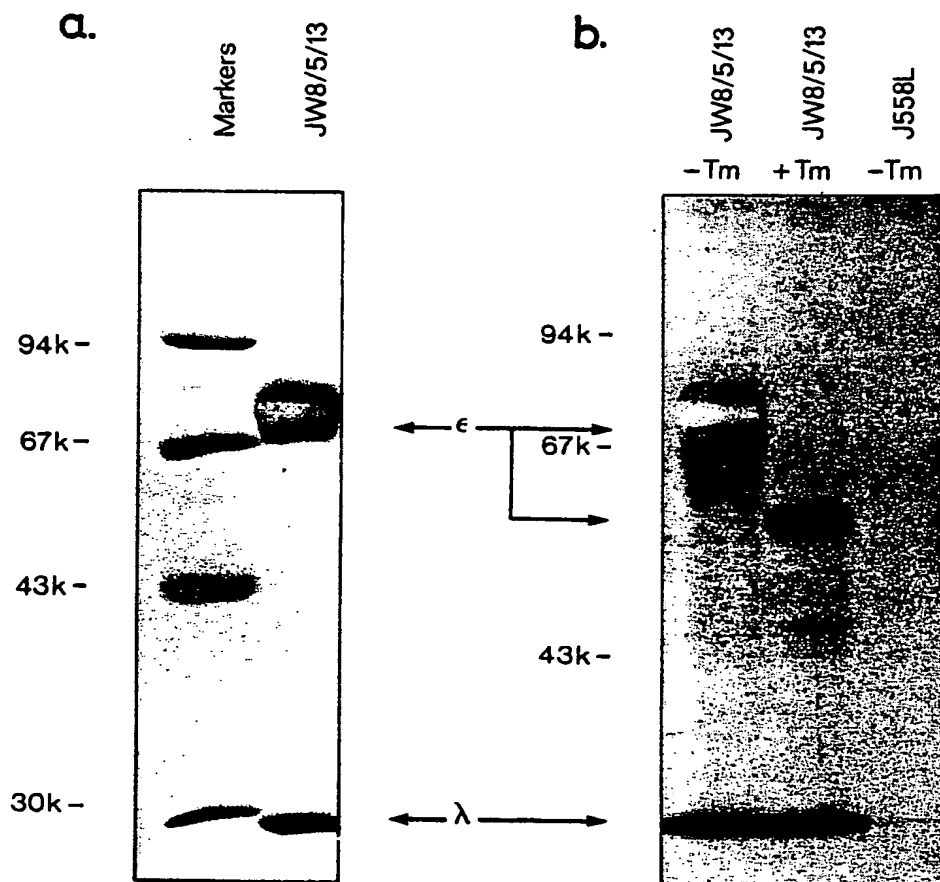 a.
Markers
JW8/5/13
94k -
67k -
43k -
30k -
ϵ
λ
b.
JW8/5/13
JW8/5/13
J558L
-Tm
+Tm
-Tm
94k -
67k -
43k -